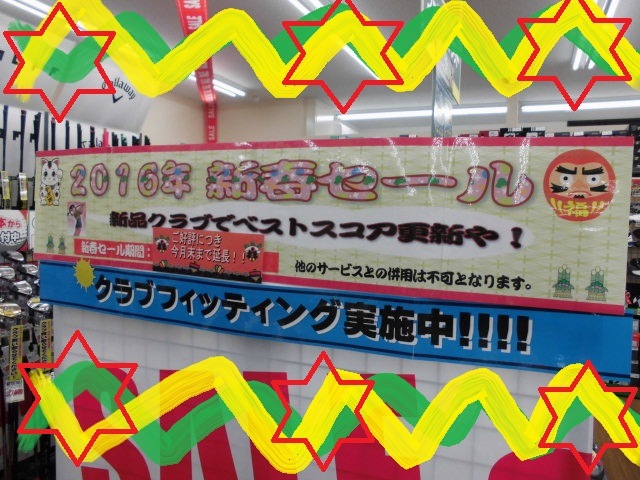 SALE
Callaway
2016年 新春セール
新品クラブでベストスコア更新や！
新春セール期間：
ご好評につき
今月末まで延長！！
他のサービスとの併用は不可となります。
福
クラブフィッティング実施中!!!!
SALE